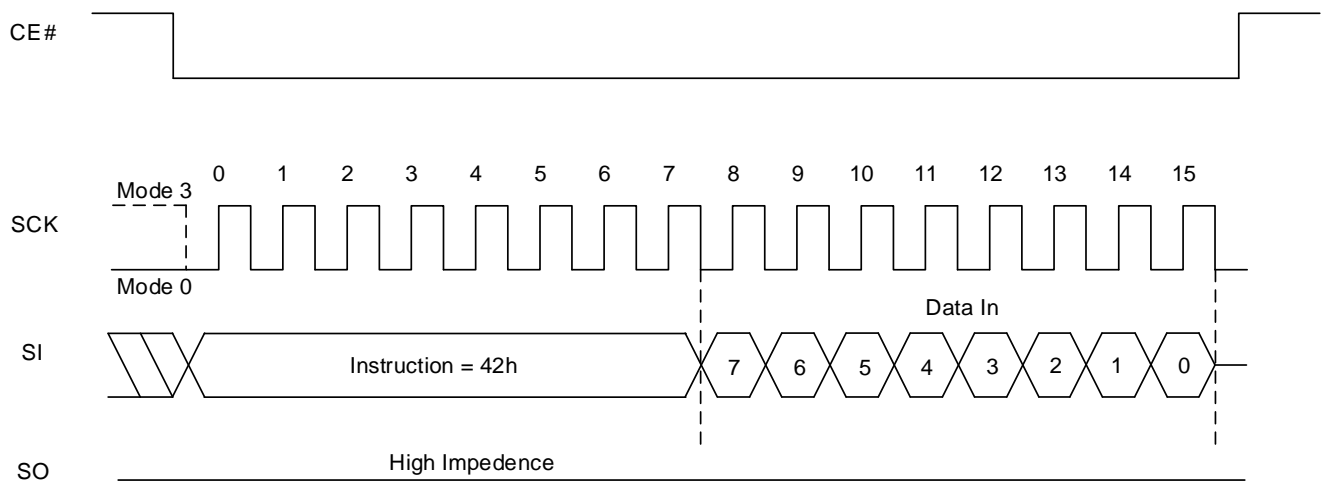 CE#
0 1 2 3 4 5 6 7 8 9 10 11 12 13 14 15
Mode 3
SCK
Mode 0
Data In
SI
Instruction = 42h
7 6 5 4 3 2 1 0
High Impedence
SO